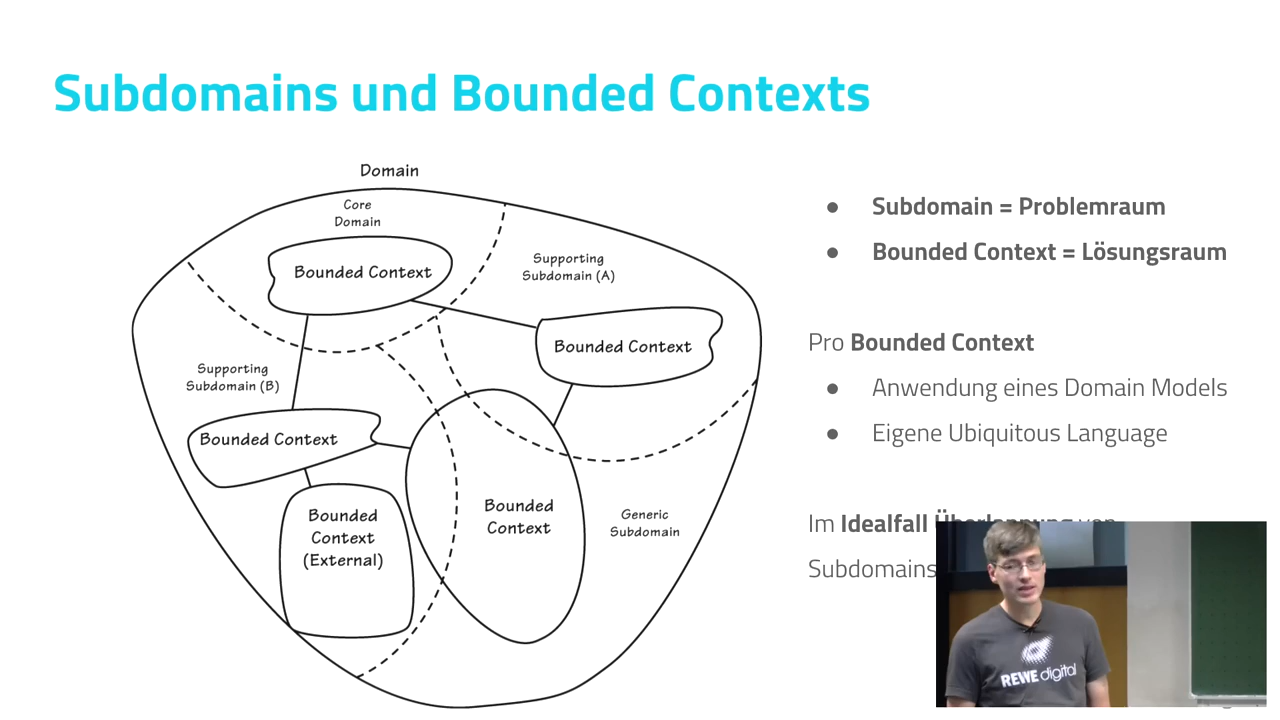 Subdomains und Bounded Contexts
Domain
Core
Domain
Bounded Context
Supporting
Subdomain (A)
Bounded Context
Supporting
Subdomain (B)
Bounded Context
Bounded
Context
(External)
Bounded
Context
Generic
Subdomain
● Subdomain = Problemraum
● Bounded Context = Lösungsraum
Pro Bounded Context
● Anwendung eines Domain Models
● Eigene Ubiquitous Language
Im Idealfall Überlappung von
Subdomains
REWE digital